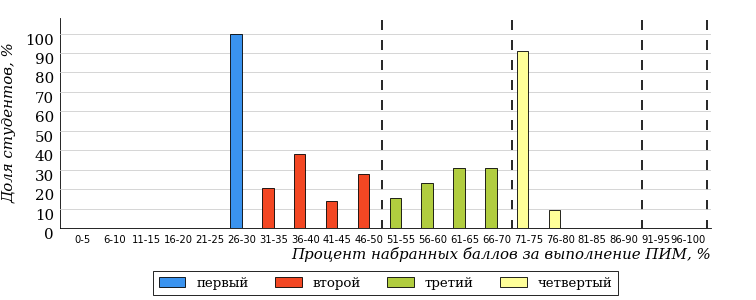 Доля студентов, %
100
90
80
70
60
50
40
30
20
10
0
0-5 6-10 11-15 16-20 21-25 26-30 31-35 36-40 41-45 46-50 51-55 56-60 61-65 66-70 71-75 76-80 81-85 86-90 91-95 96-100
Процент набранных баллов за выполнение ПИМ, %
первый второй третий четвертый